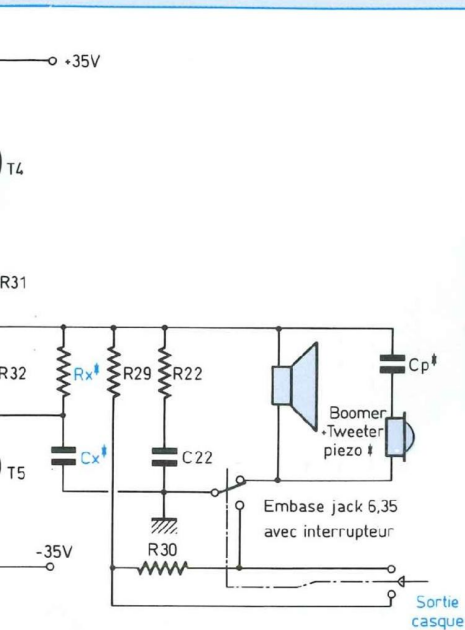 +35V
T4
R31
R32
Rx*
R29
R22
Cp*
Boomer
+Tweeter
piezo *
T5
Cx*
C22
Embase jack 6,35
avec interrupteur
-35V
R30
Sortie
casque